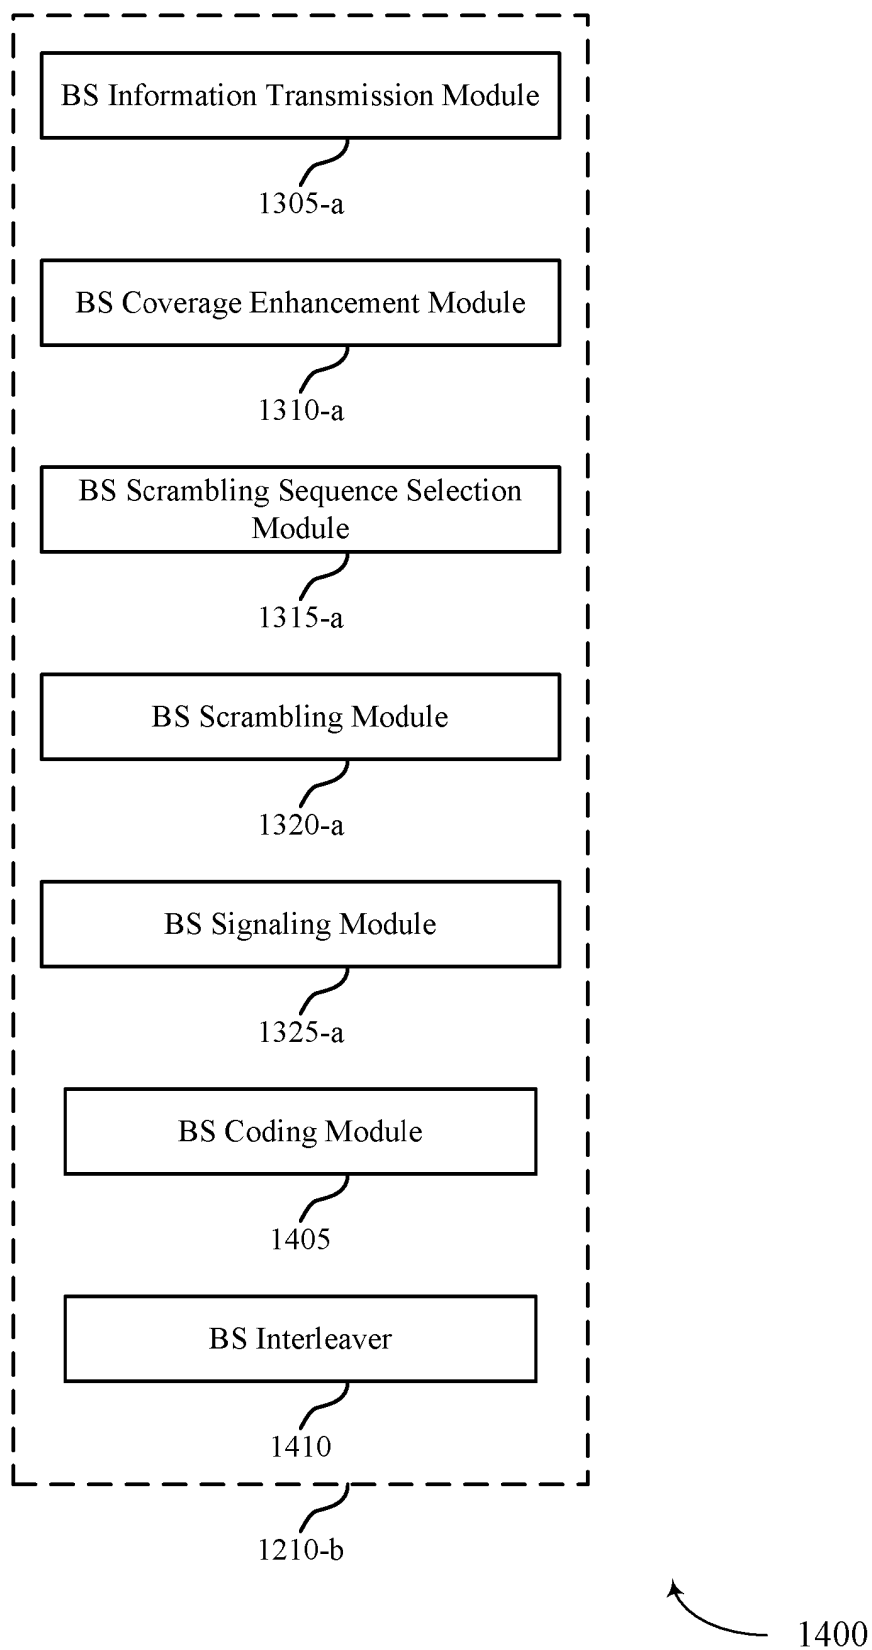 BS Information Transmission Module
1305-a
BS Coverage Enhancement Module
1310-a
BS Scrambling Sequence Selection
Module
1315-a
BS Scrambling Module
1320-a
BS Signaling Module
1325-a
BS Coding Module
1405
BS Interleaver
1410
1210-b
1400